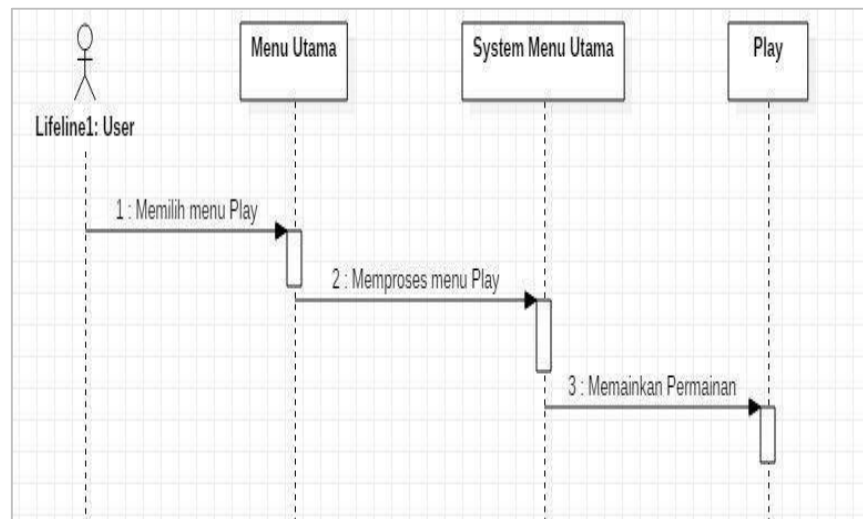 Menu Utama
System Menu Utama
Play
Lifeline1: User
1 : Memilih menu Play
2 : Memproses menu Play
3 : Memainkan Permainan